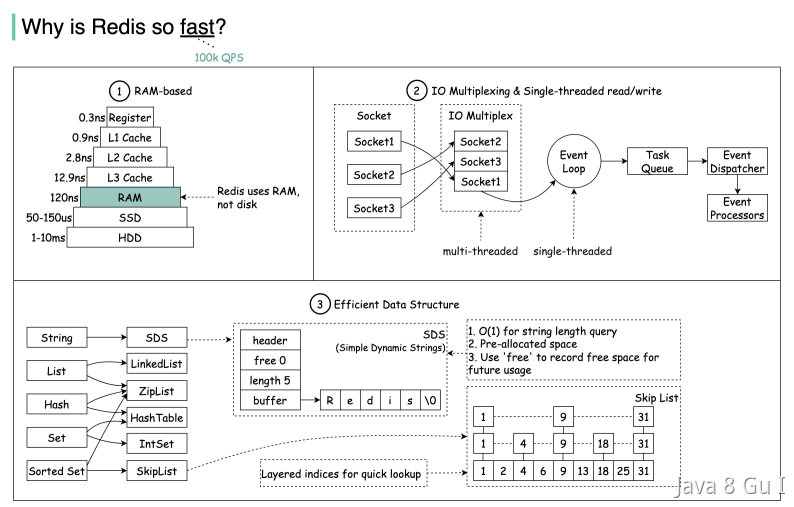 Why is Redis so fast?
100k QPS
1 RAM-based
0.3ns Register
0.9ns L1 Cache
2.8ns L2 Cache
12.9ns L3 Cache
120ns RAM
50-150us SSD
1-10ms HDD
Redis uses RAM,
not disk
2 IO Multiplexing & Single-threaded read/write
Socket
Socket1
Socket2
Socket3
IO Multiplex
Socket2
Socket3
Socket1
Event
Loop
Task
Queue
Event
Dispatcher
Event
Processors
multi-threaded
single-threaded
3 Efficient Data Structure
String
List
Hash
Set
Sorted Set
SDS
LinkedList
ZipList
HashTable
IntSet
SkipList
header
free 0
length 5
buffer
R e d i s \0
SDS
(Simple Dynamic Strings)
1. O(1) for string length query
2. Pre-allocated space
3. Use 'free' to record free space for
future usage
Skip List
1 9 31
1 4 9 18 31
1 2 4 6 9 13 18 25 31
Layered indices for quick lookup
Java 8 Gu I